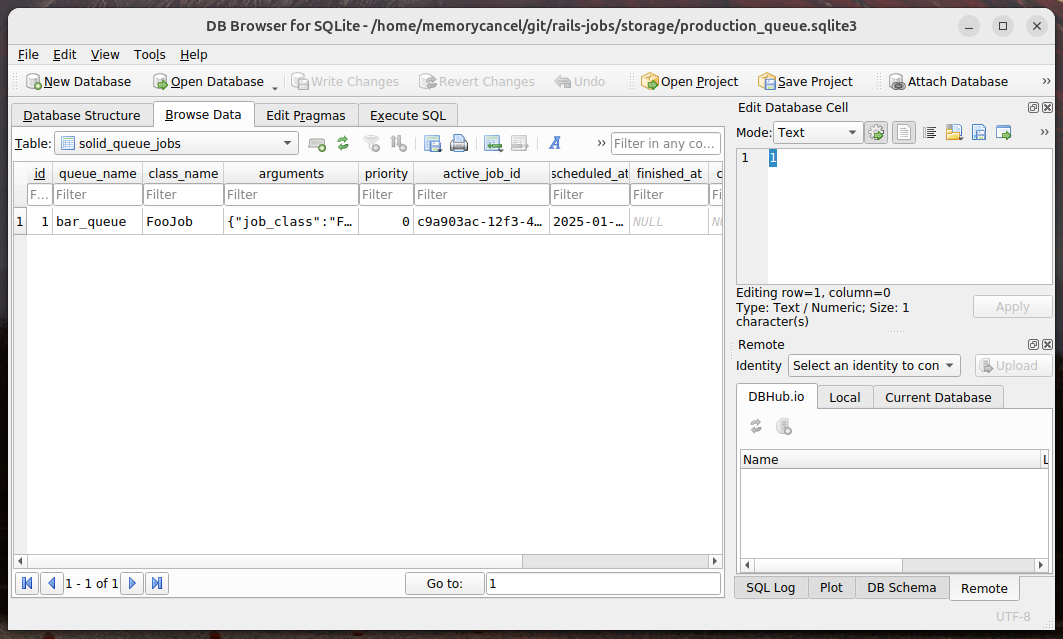 DB Browser for SQLite - /home/memorycancel/git/rails-jobs/storage/production_queue.sqlite3
File Edit View Tools Help
New Database Open Database Write Changes Revert Changes Undo Open Project Save Project Attach Database »
Database Structure Browse Data Edit Pragmas Execute SQL
Table: solid_queue_jobs » Filter in any co...
id queue_name class_name arguments priority active_job_id scheduled_at finished_at c
F... Filter Filter Filter Filter Filter Filter Filter Fi
1 1 bar_queue FooJob {"job_class":"F... 0 c9a903ac-12f3-4... 2025-01-... NULL
1 - 1 of 1 Go to: 1
Edit Database Cell
Mode: Text »
1 1
Editing row=1, column=0
Type: Text / Numeric; Size: 1
character(s)
Apply
Remote
Identity Select an identity to con Upload
DBHub.io Local Current Database
Name L
SQL Log Plot DB Schema Remote
UTF-8